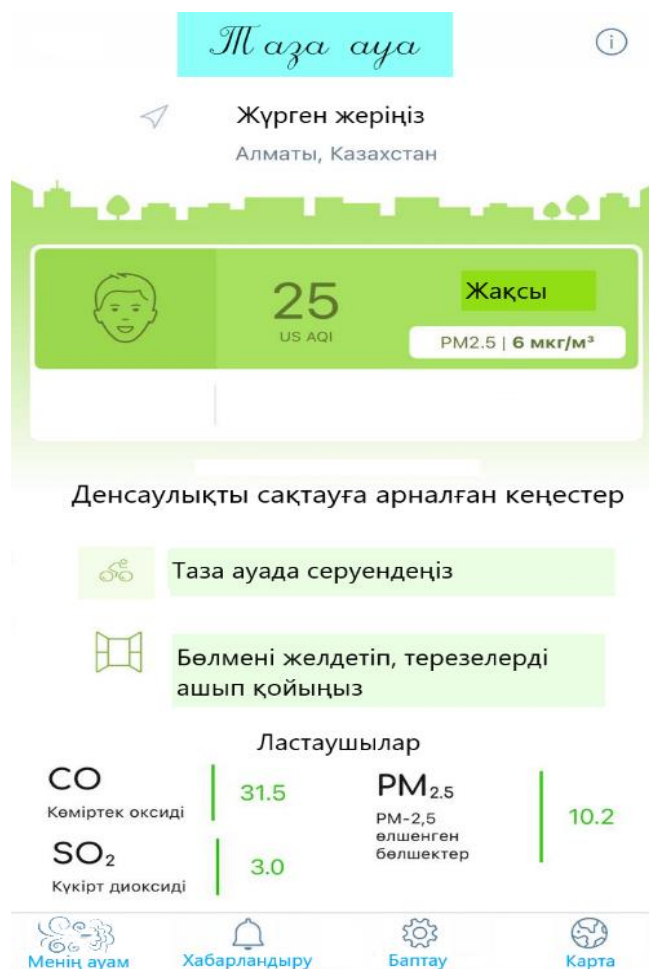 Таза ауа
Жүрген жеріңіз
Алматы, Казахстан
25
US AQI
Жақсы
PM2.5 | 6 мкг/м³
Денсаулықты сақтауға арналған кеңестер
Таза ауада серуендеңіз
Бөлмені желдетіп, терезелерді
ашып қойыңыз
Ластаушылар
CO
Көміртек оксиді
31.5
SO₂
Күкірт диоксиді
3.0
PM₂.₅
РМ-2,5
өлшенген
бөлшектер
10.2
Менің ауам
Хабарландыру
Баптау
Карта